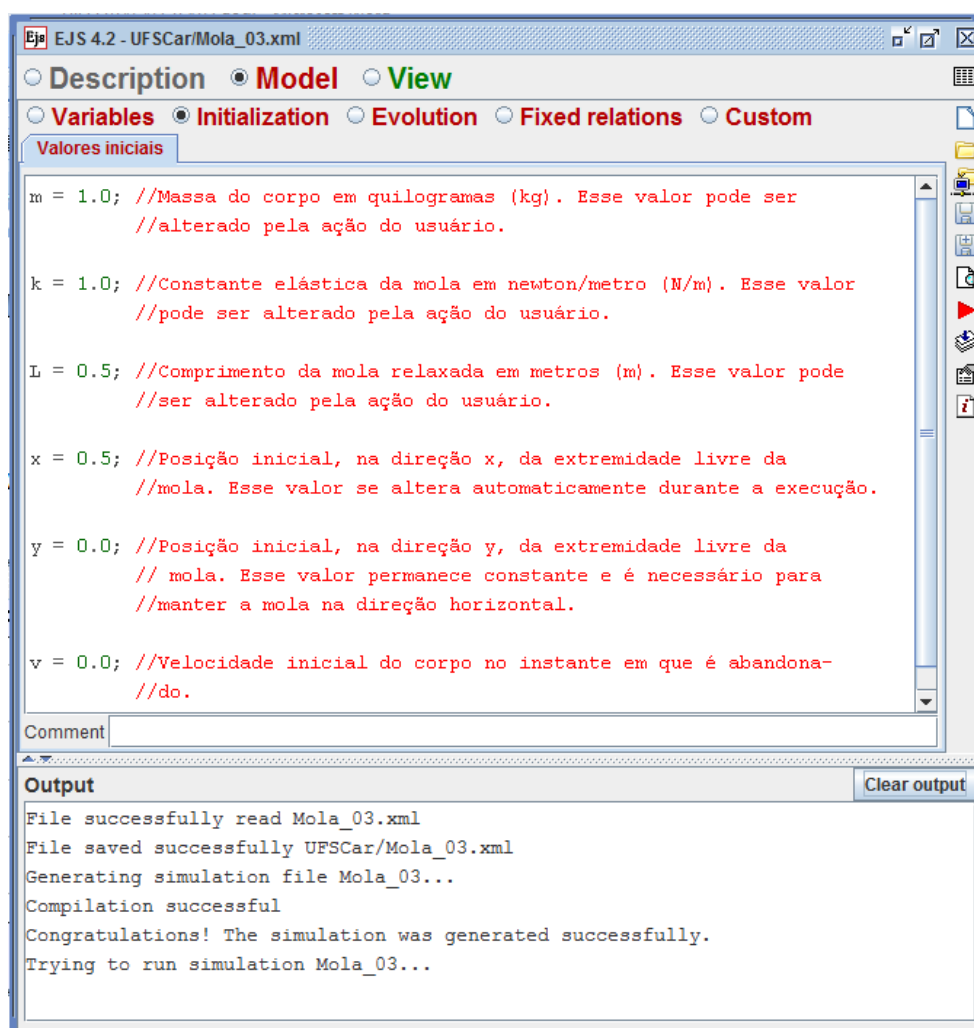 Ejs EJS 4.2 - UFSCar/Mola_03.xml
Description Model View
Variables Initialization Evolution Fixed relations Custom
Valores iniciais
m = 1.0; //Massa do corpo em quilogramas (kg). Esse valor pode ser
//alterado pela ação do usuário.
k = 1.0; //Constante elástica da mola em newton/metro (N/m). Esse valor
//pode ser alterado pela ação do usuário.
L = 0.5; //Comprimento da mola relaxada em metros (m). Esse valor pode
//ser alterado pela ação do usuário.
x = 0.5; //Posição inicial, na direção x, da extremidade livre da
//mola. Esse valor se altera automaticamente durante a execução.
y = 0.0; //Posição inicial, na direção y, da extremidade livre da
// mola. Esse valor permanece constante e é necessário para
//manter a mola na direção horizontal.
v = 0.0; //Velocidade inicial do corpo no instante em que é abandona-
//do.
Comment
Output Clear output
File successfully read Mola_03.xml
File saved successfully UFSCar/Mola_03.xml
Generating simulation file Mola_03...
Compilation successful
Congratulations! The simulation was generated successfully.
Trying to run simulation Mola_03...